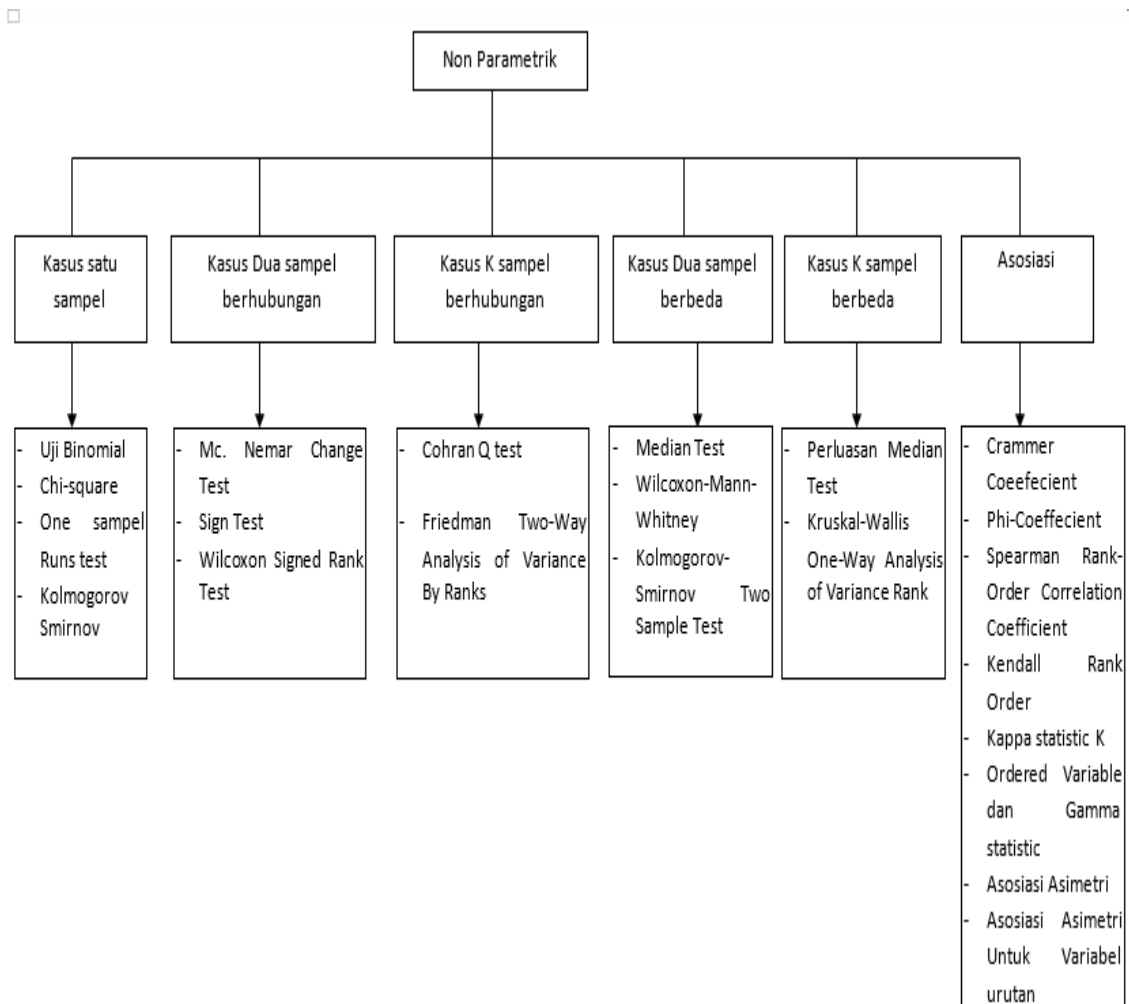 Non Parametrik
Kasus satu
sampel
Kasus Dua sampel
berhubungan
Kasus K sampel
berhubungan
Kasus Dua sampel
berbeda
Kasus K sampel
berbeda
Asosiasi
- Uji Binomial
- Chi-square
- One sampel
Runs test
- Kolmogorov
Smirnov
- Mc. Nemar Change
Test
- Sign Test
- Wilcoxon Signed Rank
Test
- Cohran Q test
- Friedman Two-Way
Analysis of Variance
By Ranks
- Median Test
- Wilcoxon-Mann-
Whitney
- Kolmogorov-
Smirnov Two
Sample Test
- Perluasan Median
Test
- Kruskal-Wallis
One-Way Analysis
of Variance Rank
- Crammer
Coeefecient
- Phi-Coeffecient
- Spearman Rank-
Order Correlation
Coefficient
- Kendall Rank
Order
- Kappa statistic K
- Ordered Variable
dan Gamma
statistic
- Asosiasi Asimetri
- Asosiasi Asimetri
Untuk Variabel
urutan